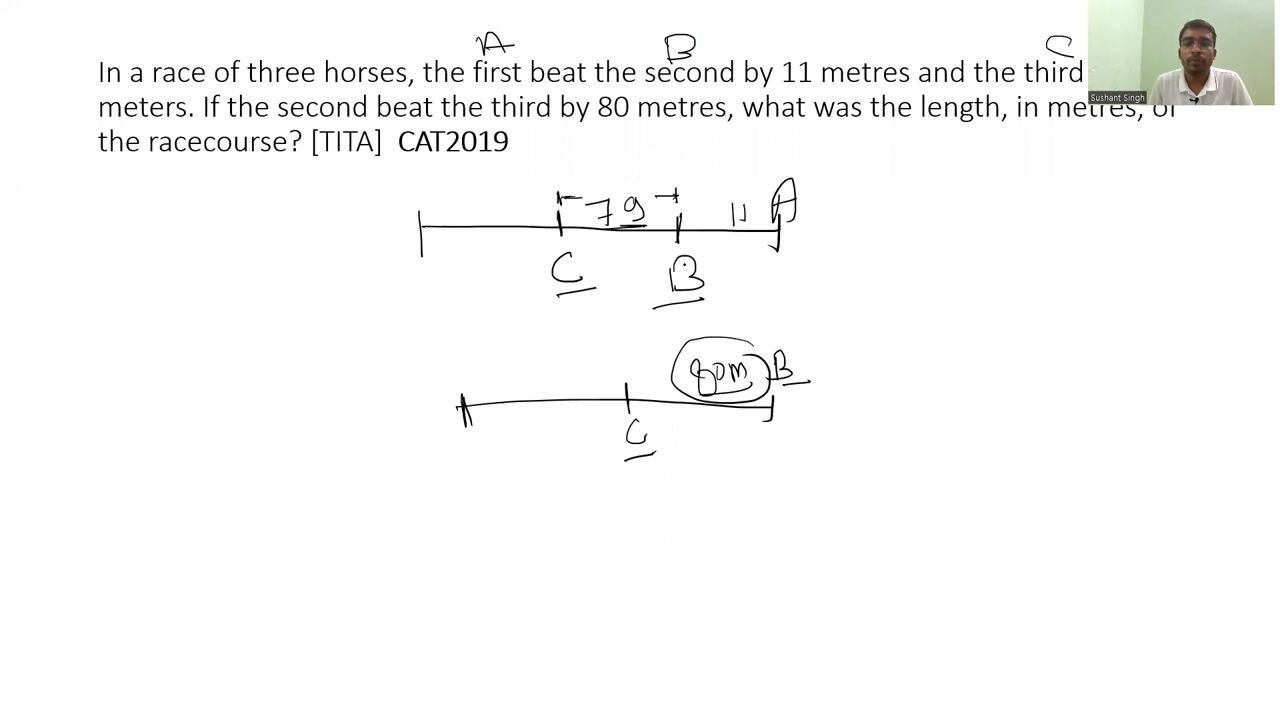 A B C
In a race of three horses, the first beat the second by 11 metres and the third
meters. If the second beat the third by 80 metres, what was the length, in metres, of
the racecourse? [TITA] CAT2019
Sushant Singh
79 11 A
C B
80m B
C